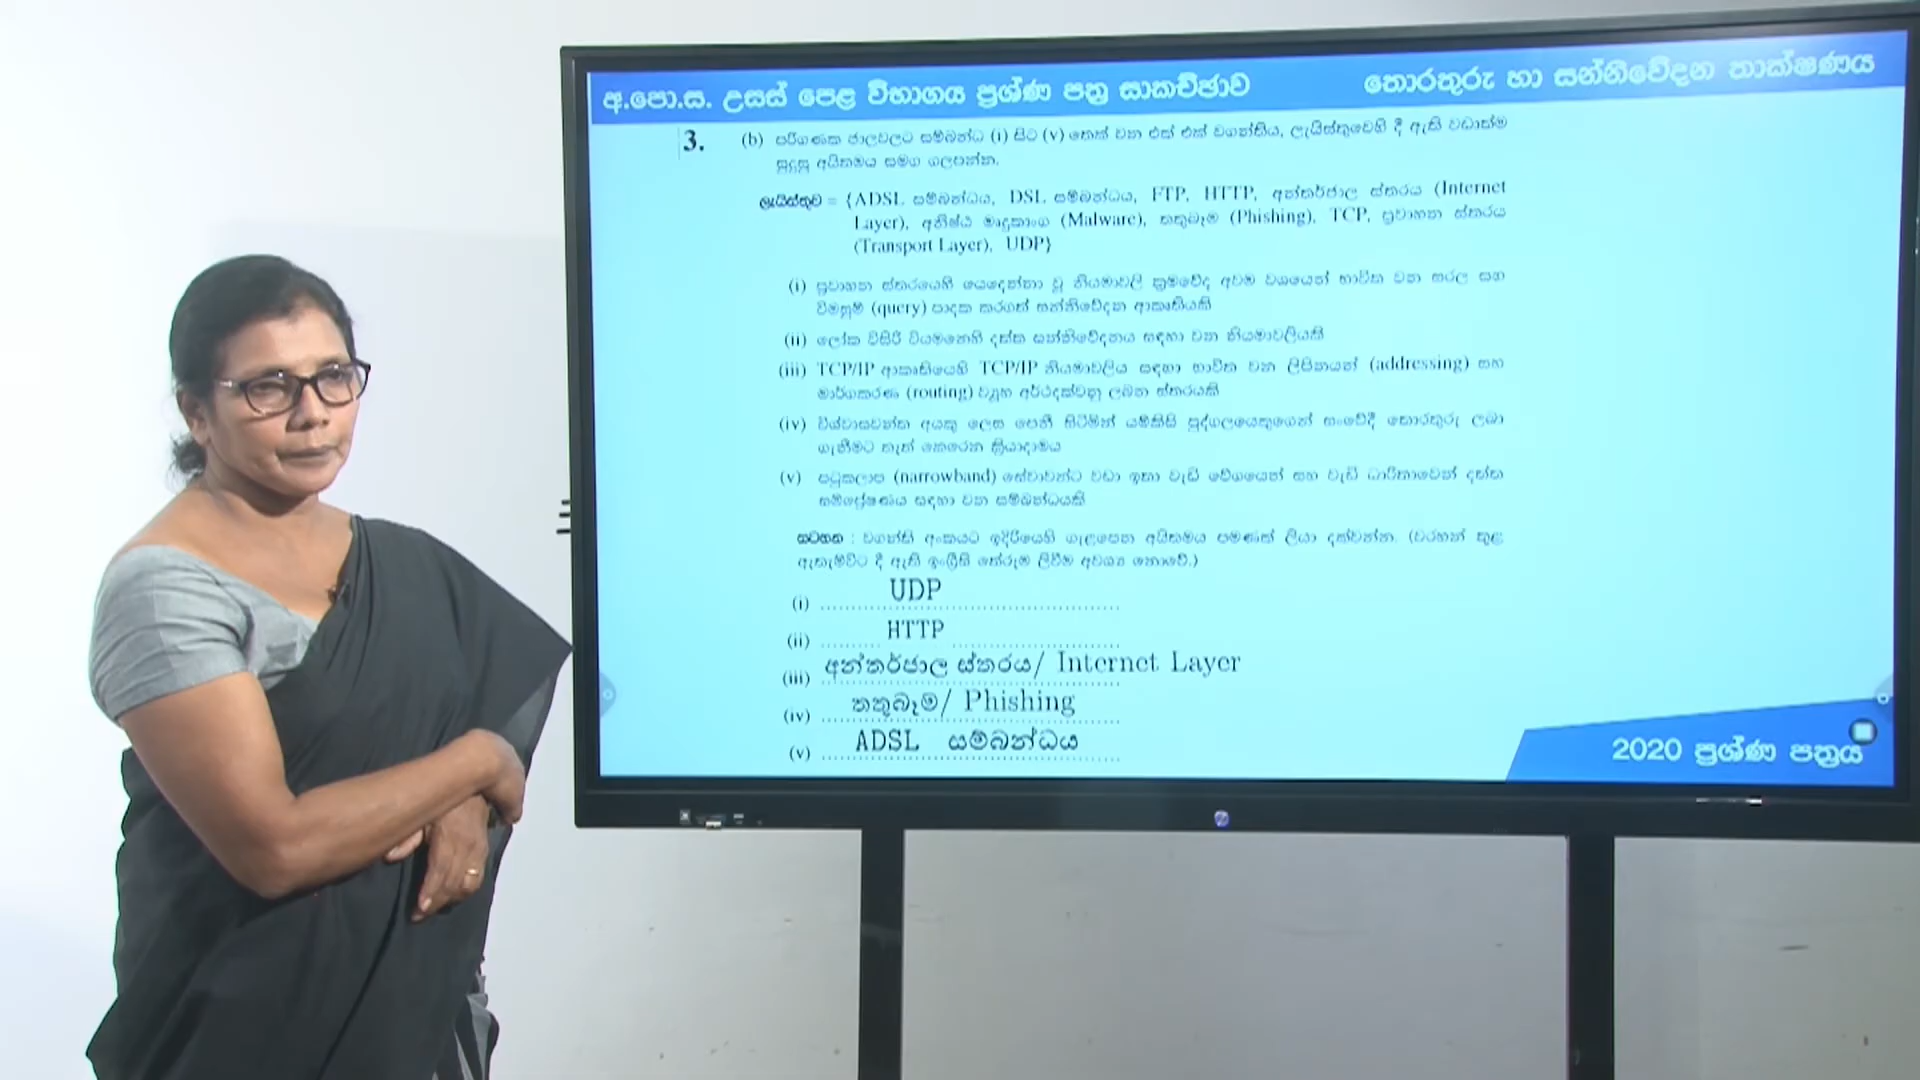 අ.පො.ස. උසස් පෙළ විභාගය ප්‍රශ්ණ පත්‍ර සාකච්ඡාව
තොරතුරු හා සන්නිවේදන තාක්ෂණය
3. (b) පරිගණක ජාලවලට සම්බන්ධ (i) සිට (v) තෙක් වන එක් එක් වගන්තිය, ලැයිස්තුවෙහි දී ඇති වඩාත්ම
සුදුසු අයිතමය සමග ගලපන්න.
ලැයිස්තුව = {ADSL සම්බන්ධය, DSL සම්බන්ධය, FTP, HTTP, අන්තර්ජාල ස්තරය (Internet
Layer), අනිෂ්ඨ මෘදුකාංග (Malware), තතුබෑම (Phishing), TCP, ප්‍රවාහන ස්තරය
(Transport Layer), UDP}
(i) ප්‍රවාහන ස්තරයෙහි යෙදෙන්නා වූ නියමාවලි ක්‍රමවේද අවම වශයෙන් භාවිත වන සරල සහ
විමසුම් (query) පාදක කරගත් සන්නිවේදන ආකෘතියකි
(ii) ලෝක විසිරි වියමනෙහි දත්ත සන්නිවේදනය සඳහා වන නියමාවලියකි
(iii) TCP/IP ආකෘතියෙහි TCP/IP නියමාවලිය සඳහා භාවිත වන ලිපිනයන් (addressing) සහ
මාර්ගකරණ (routing) ව්‍යුහ අර්ථදක්වනු ලබන ස්තරයකි
(iv) විශ්වාසවන්ත අයකු ලෙස පෙනී සිටිමින් යම්කිසි පුද්ගලයෙකුගෙන් සංවේදී තොරතුරු ලබා
ගැනීමට තැත් කෙරෙන ක්‍රියාදාමය
(v) පටුකලාප (narrowband) සේවාවන්ට වඩා ඉතා වැඩි වේගයෙන් සහ වැඩි ධාරිතාවෙන් දත්ත
සම්ප්‍රේෂණය සඳහා වන සම්බන්ධයකි
සටහන : වගන්ති අංකයට ඉදිරියෙහි ගැළපෙන අයිතමය පමණක් ලියා දක්වන්න. (වරහන් තුළ
ඇතැම්විට දී ඇති ඉංග්‍රීසි තේරුම ලිවීම අවශ්‍ය නොවේ.)
(i) UDP
(ii) HTTP
(iii) අන්තර්ජාල ස්තරය/ Internet Layer
(iv) තතුබෑම/ Phishing
(v) ADSL සම්බන්ධය
2020 ප්‍රශ්ණ පත්‍රය